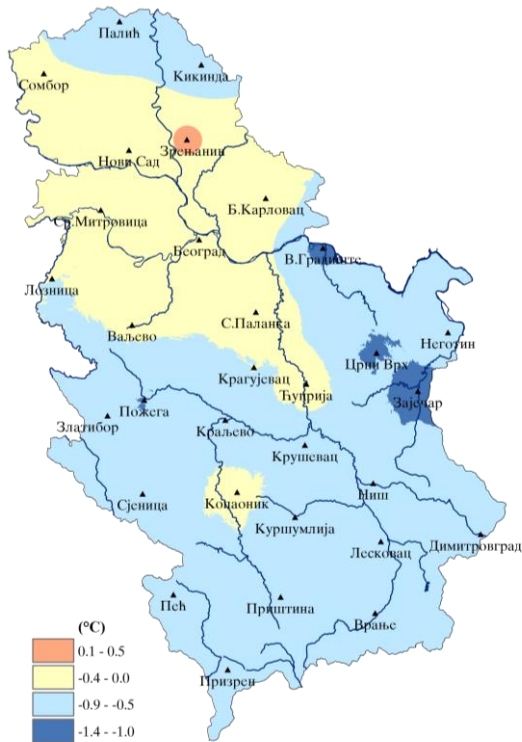 Палић
Кикинда
Сомбор
Зрењанин
Нови Сад
Б.Карловац
Ср.Митровица
Београд
В.Градиште
Лозница
С.Паланка
Ваљево
Неготин
Црни Врх
Крагујевац
Ћуприја
Зајечар
Пожега
Златибор
Краљево
Крушевац
Ниш
Сјеница
Копаоник
Куршумлија
Лесковац
Димитровград
Пећ
Приштина
Врање
Призрен
(°C)
0.1 - 0.5
-0.4 - 0.0
-0.9 - -0.5
-1.4 - -1.0